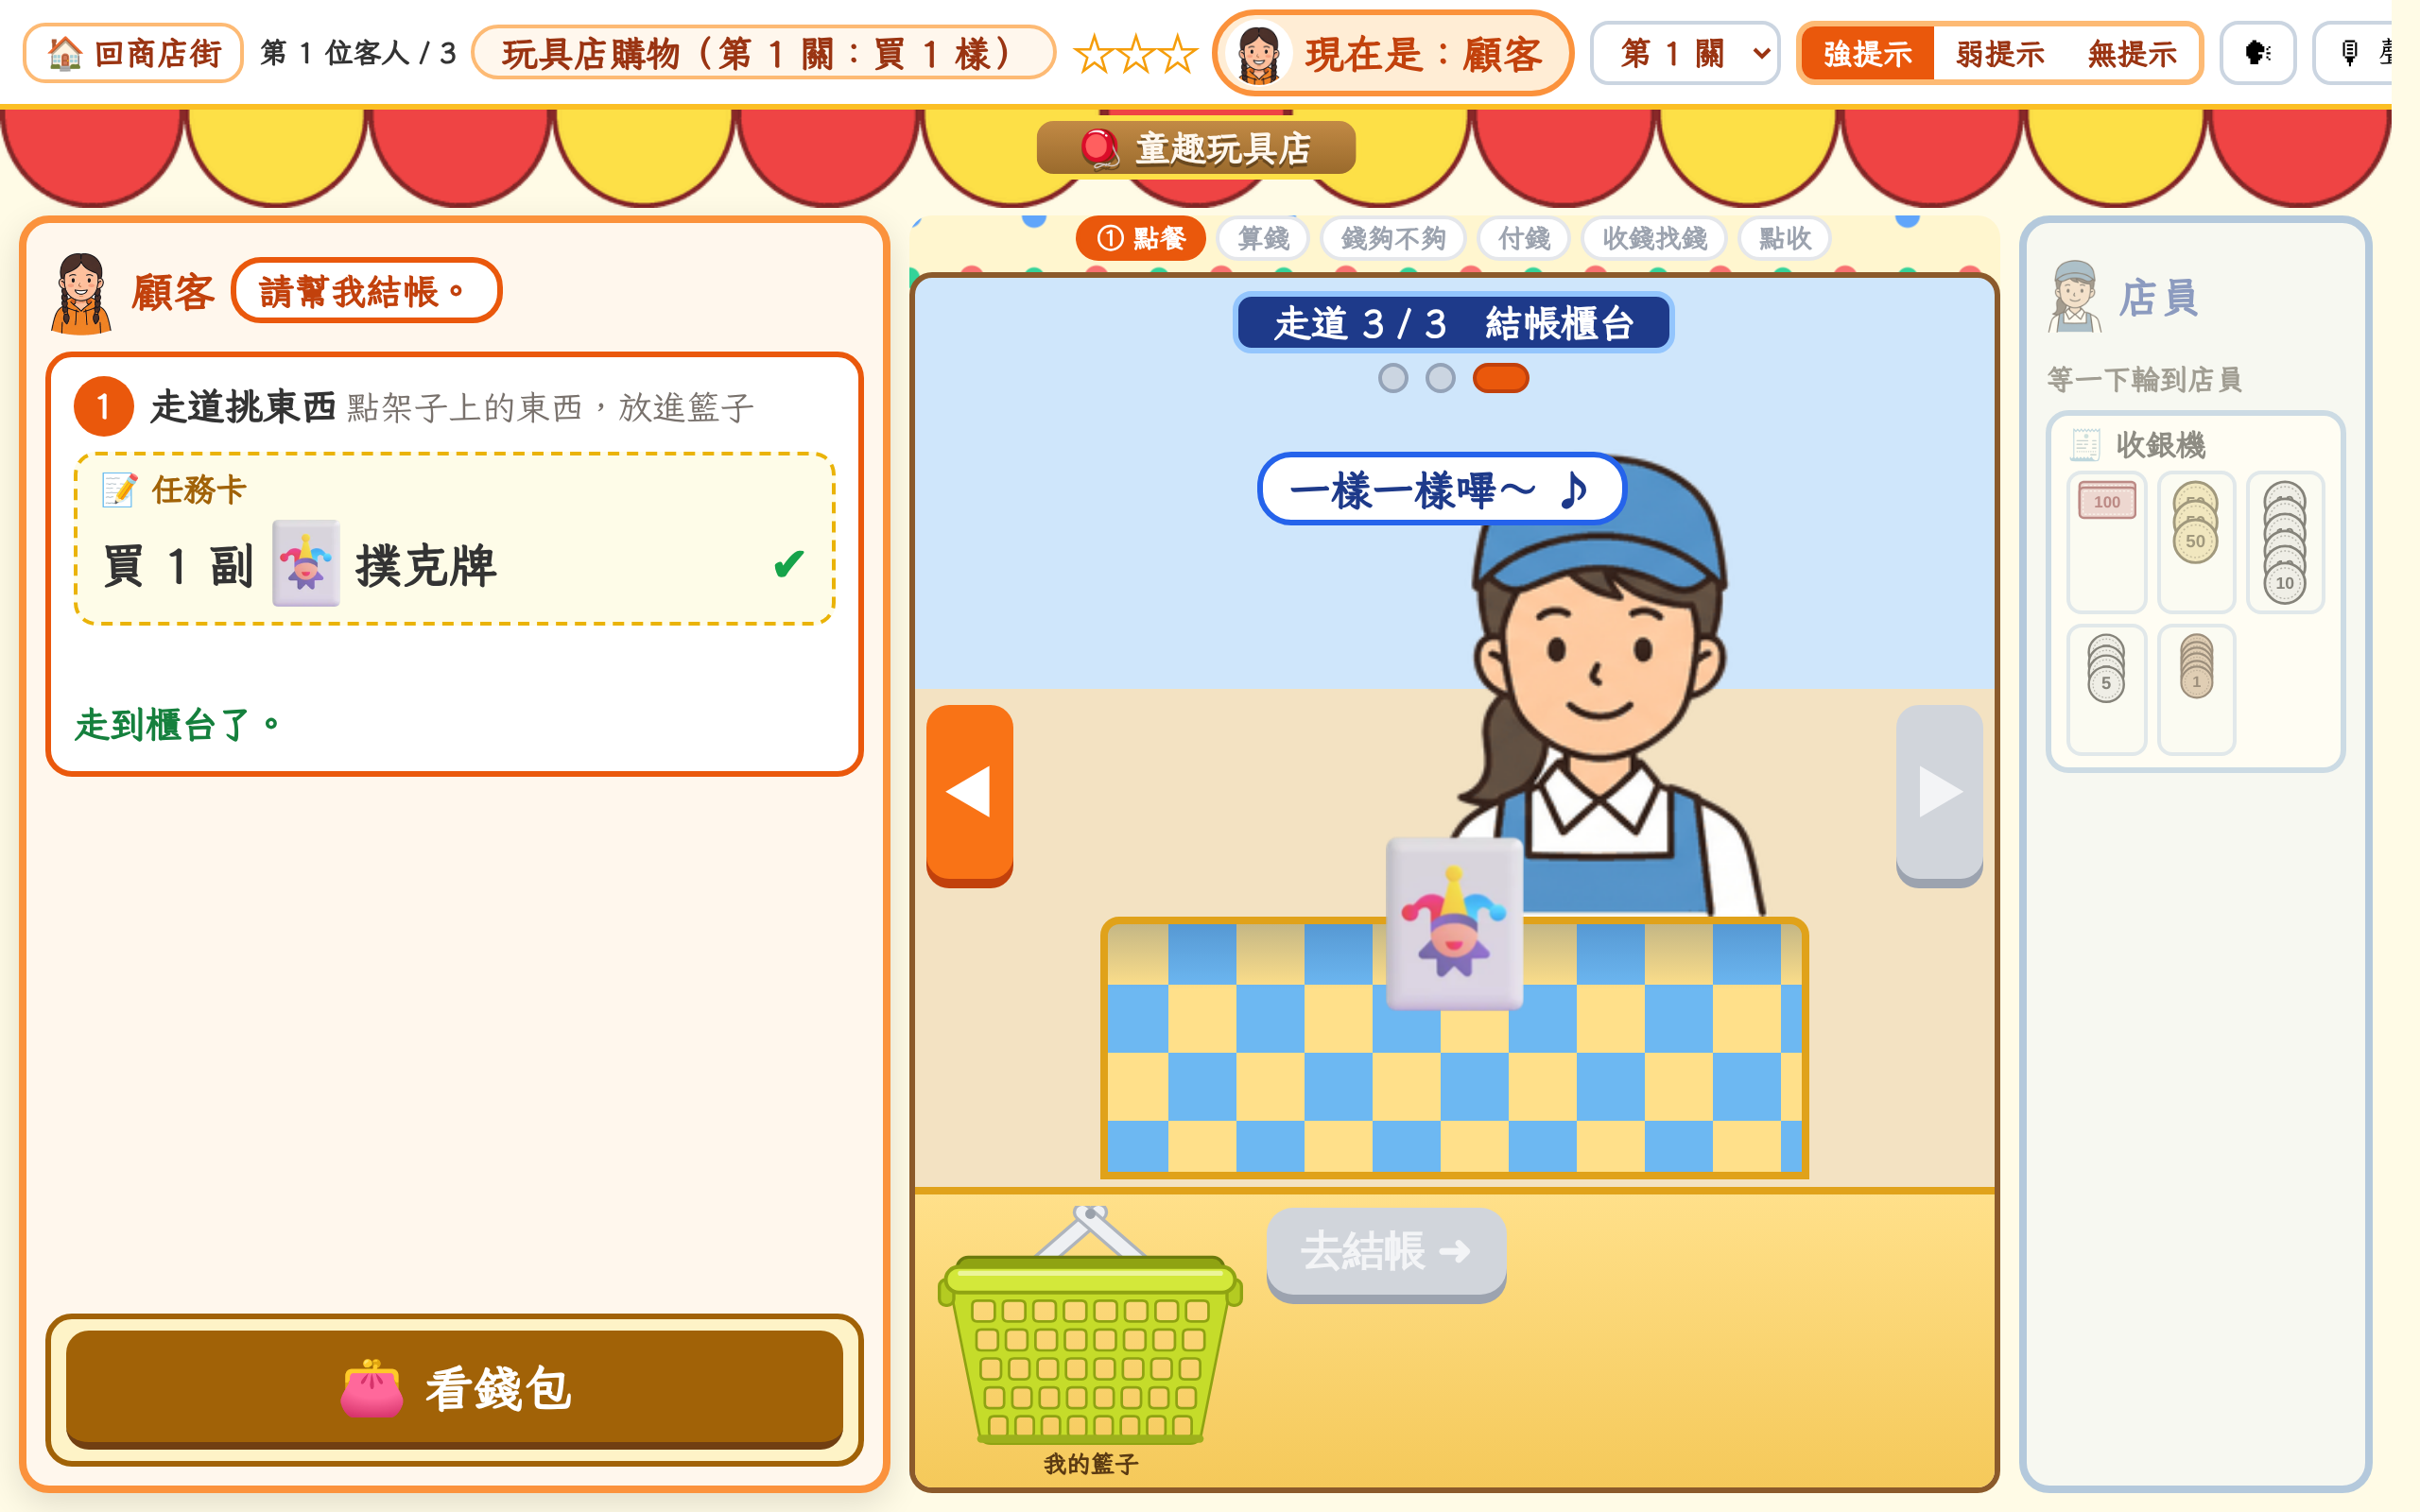 回商店街
第 1 位客人 / 3
玩具店購物（第 1 關：買 1 樣）
現在是：顧客
第 1 關
強提示
弱提示
無提示
童趣玩具店
顧客
請幫我結帳。
1 走道挑東西 點架子上的東西，放進籃子
任務卡
買 1 副 撲克牌 ✔
走到櫃台了。
看錢包
① 點餐
算錢
錢夠不夠
付錢
收錢找錢
點收
走道 3 / 3 結帳櫃台
一樣一樣嗶～ ♪
去結帳 ➜
我的籃子
店員
等一下輪到店員
收銀機
100
50
10
5
1